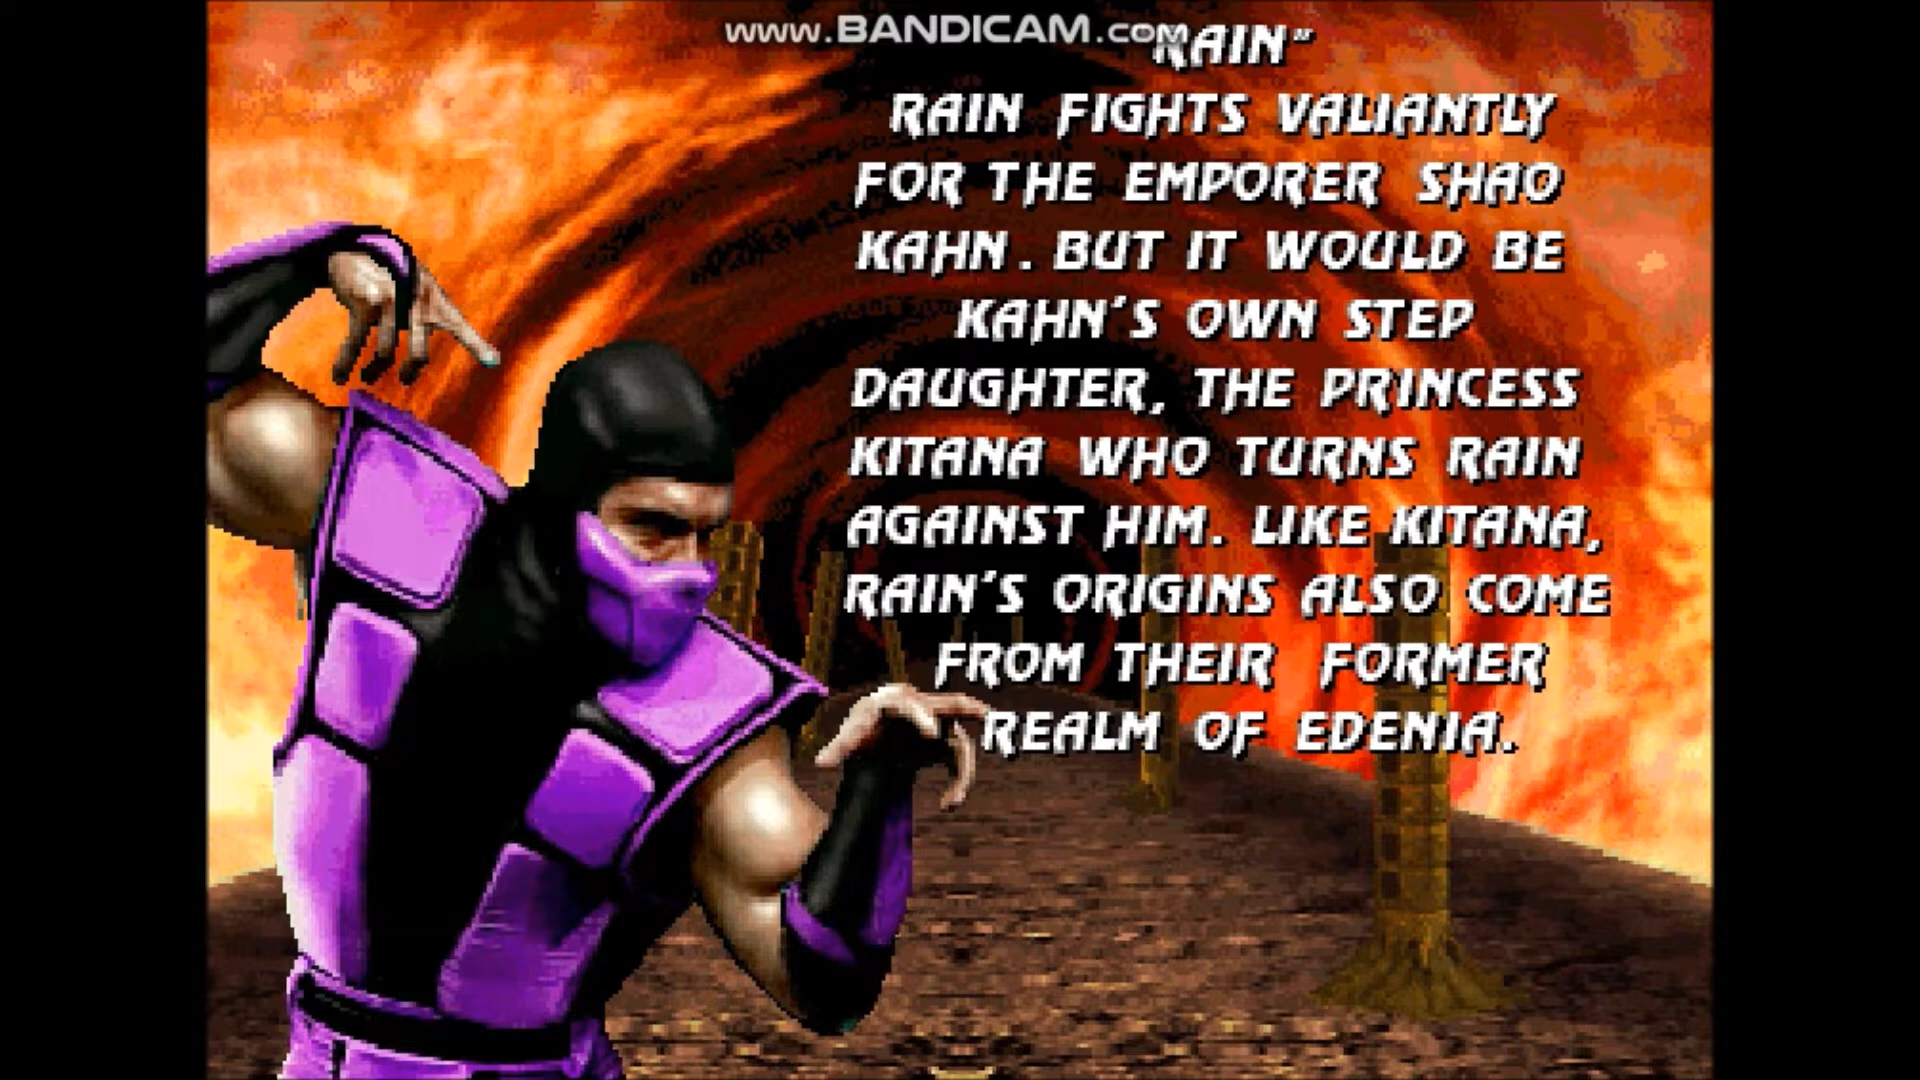 www.BANDICAM.com
RAIN"
RAIN FIGHTS VALIANTLY
FOR THE EMPORER SHAO
KAHN. BUT IT WOULD BE
KAHN'S OWN STEP
DAUGHTER, THE PRINCESS
KITANA WHO TURNS RAIN
AGAINST HIM. LIKE KITANA,
RAIN'S ORIGINS ALSO COME
FROM THEIR FORMER
REALM OF EDENIA.